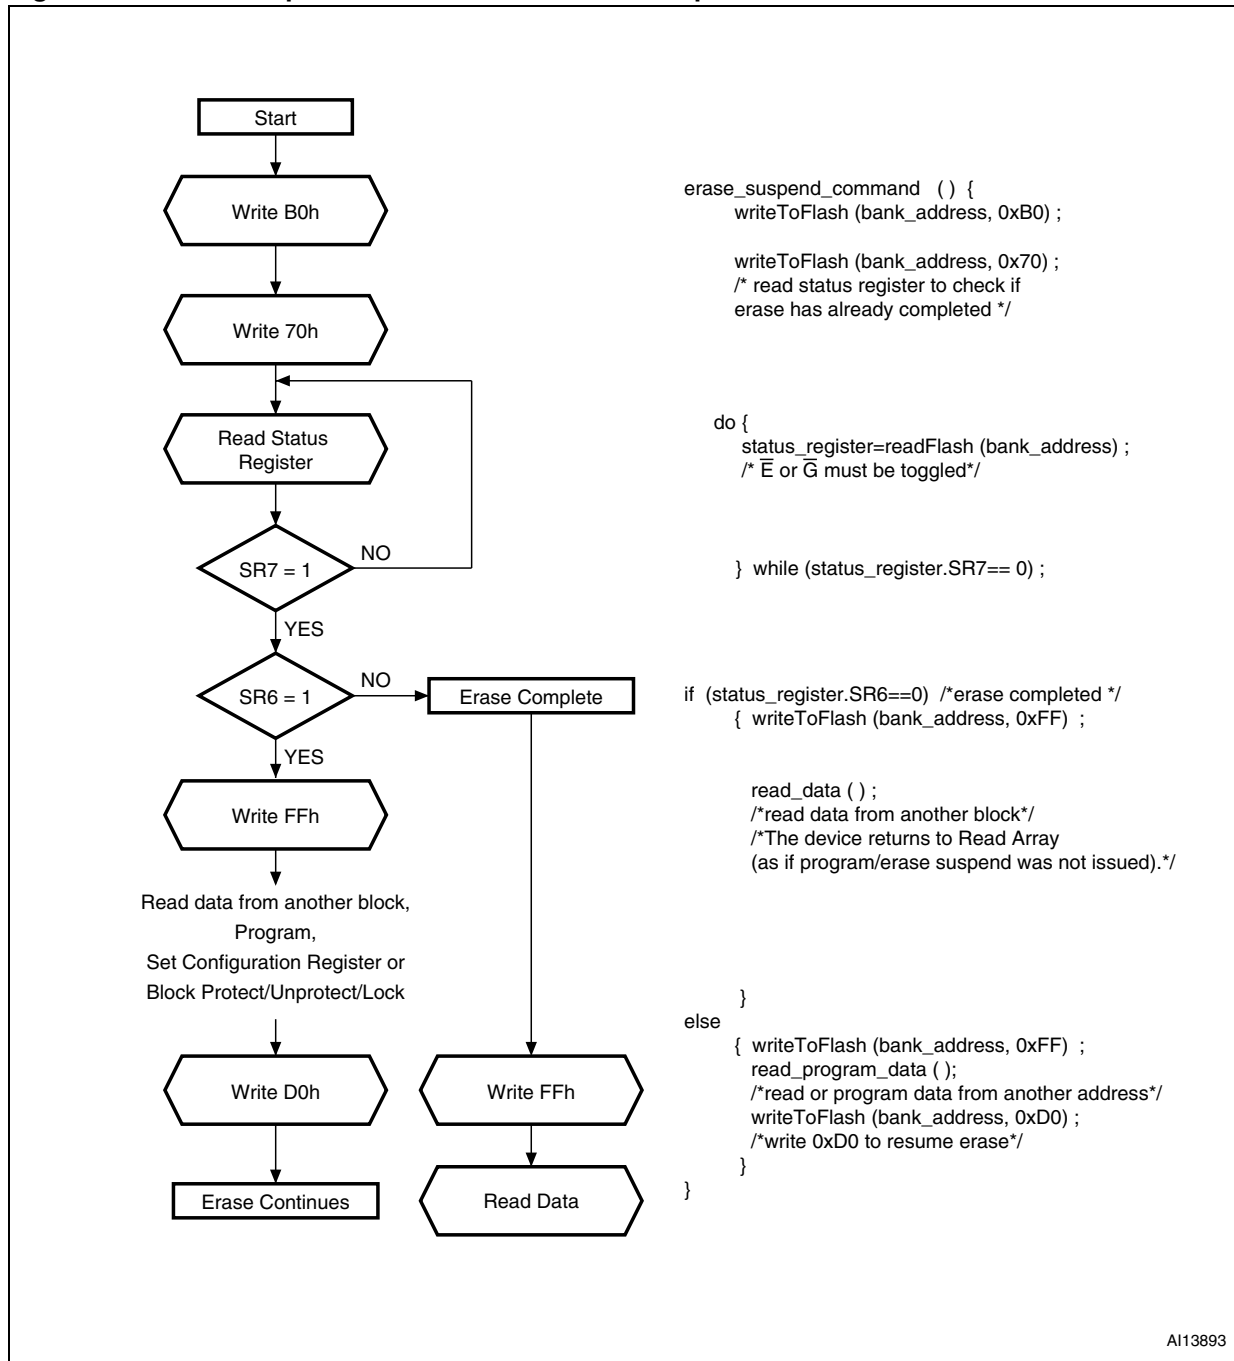 Start
Write B0h
Write 70h
Read Status
Register
SR7 = 1
NO
YES
SR6 = 1
NO
Erase Complete
YES
Write FFh
Read data from another block,
Program,
Set Configuration Register or
Block Protect/Unprotect/Lock
Write D0h
Write FFh
Erase Continues
Read Data
erase_suspend_command ( ) {
writeToFlash (bank_address, 0xB0) ;
writeToFlash (bank_address, 0x70) ;
/* read status register to check if
erase has already completed */
do {
status_register=readFlash (bank_address) ;
/* E̅ or G̅ must be toggled*/
} while (status_register.SR7== 0) ;
if (status_register.SR6==0) /*erase completed */
{ writeToFlash (bank_address, 0xFF) ;
read_data ( ) ;
/*read data from another block*/
/*The device returns to Read Array
(as if program/erase suspend was not issued).*/
}
else
{ writeToFlash (bank_address, 0xFF) ;
read_program_data ( );
/*read or program data from another address*/
writeToFlash (bank_address, 0xD0) ;
/*write 0xD0 to resume erase*/
}
}
AI13893